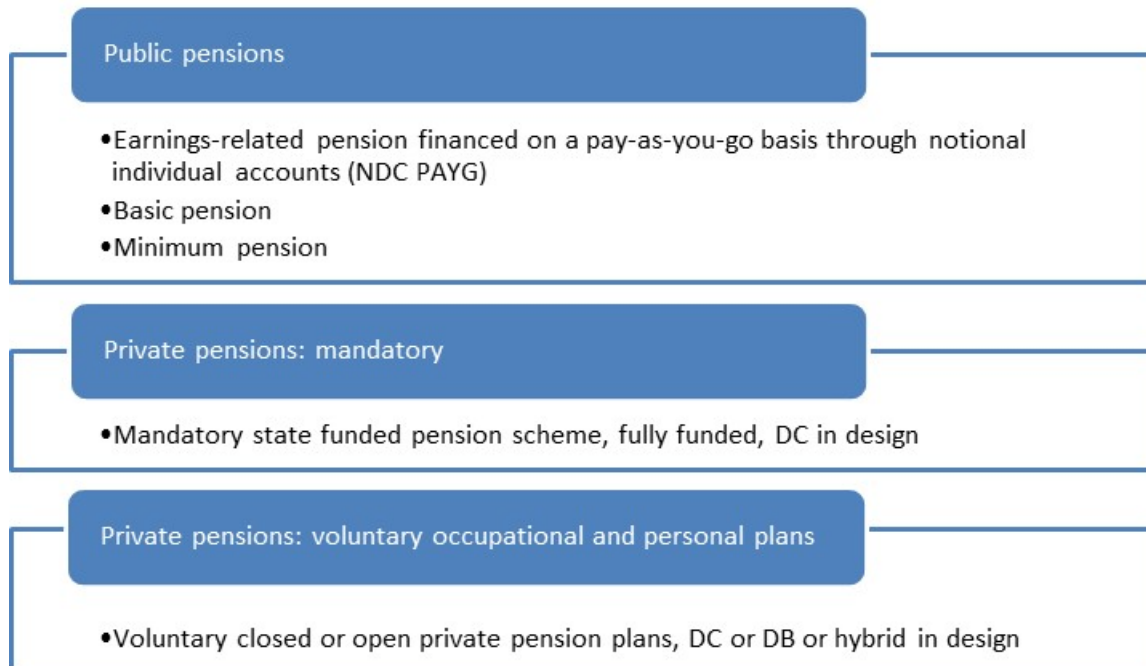 Public pensions
•Earnings-related pension financed on a pay-as-you-go basis through notional
individual accounts (NDC PAYG)
•Basic pension
•Minimum pension
Private pensions: mandatory
•Mandatory state funded pension scheme, fully funded, DC in design
Private pensions: voluntary occupational and personal plans
•Voluntary closed or open private pension plans, DC or DB or hybrid in design